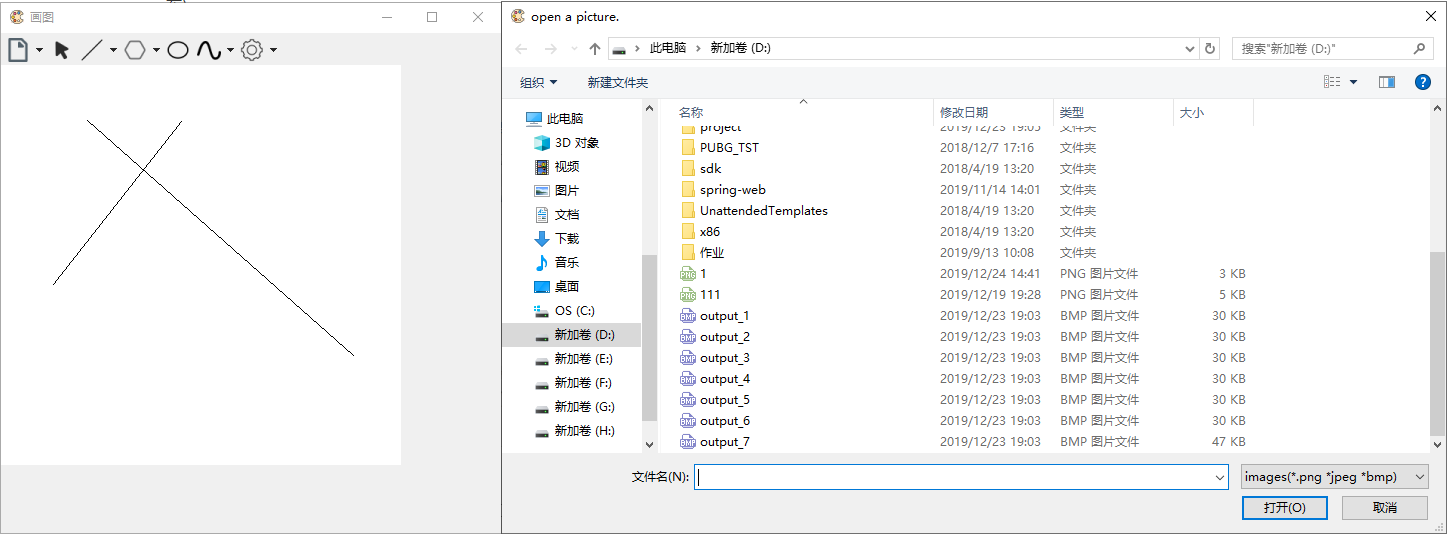 画图
open a picture.
此电脑 新加卷 (D:)
搜索"新加卷 (D:)"
组织 新建文件夹
名称 修改日期 类型 大小
此电脑
3D 对象
视频
图片
文档
下载
音乐
桌面
OS (C:)
新加卷 (D:)
新加卷 (E:)
新加卷 (F:)
新加卷 (G:)
新加卷 (H:)
project 2019/12/23 19:05 文件夹
PUBG_TST 2018/12/7 17:16 文件夹
sdk 2018/4/19 13:20 文件夹
spring-web 2019/11/14 14:01 文件夹
UnattendedTemplates 2018/4/19 13:20 文件夹
x86 2018/4/19 13:20 文件夹
作业 2019/9/13 10:08 文件夹
1 2019/12/24 14:41 PNG 图片文件 3 KB
111 2019/12/19 19:28 PNG 图片文件 5 KB
output_1 2019/12/23 19:03 BMP 图片文件 30 KB
output_2 2019/12/23 19:03 BMP 图片文件 30 KB
output_3 2019/12/23 19:03 BMP 图片文件 30 KB
output_4 2019/12/23 19:03 BMP 图片文件 30 KB
output_5 2019/12/23 19:03 BMP 图片文件 30 KB
output_6 2019/12/23 19:03 BMP 图片文件 30 KB
output_7 2019/12/23 19:03 BMP 图片文件 47 KB
文件名(N):
images(*.png *jpeg *bmp)
打开(O) 取消